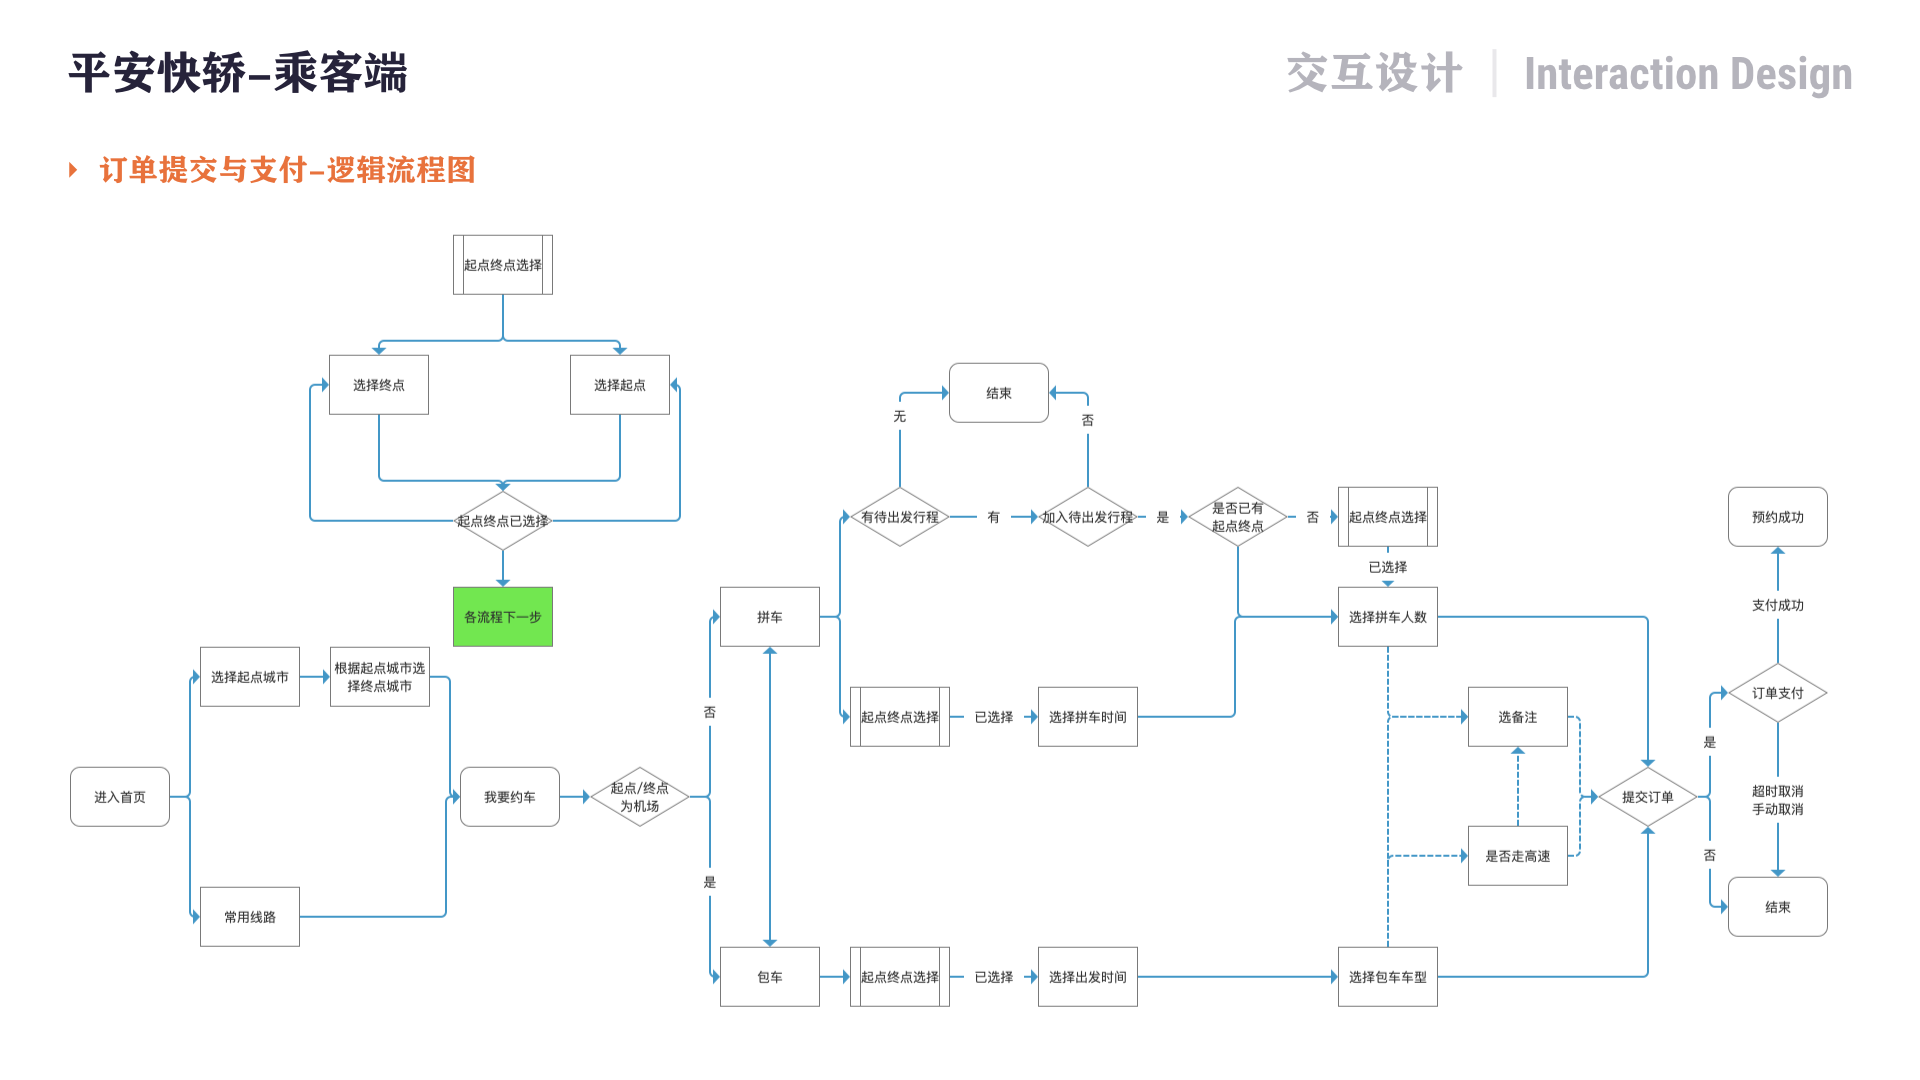 平安快轿-乘客端
交互设计
Interaction Design
订单提交与支付-逻辑流程图
起点终点选择
选择终点
选择起点
起点终点已选择
各流程下一步
选择起点城市
根据起点城市选
择终点城市
进入首页
常用线路
我要约车
起点/终点
为机场
否
是
拼车
包车
无
结束
否
有待出发行程
有
加入待出发行程
是
是否已有
起点终点
否
起点终点选择
已选择
起点终点选择
已选择
选择拼车时间
选择拼车人数
起点终点选择
已选择
选择出发时间
选择包车车型
选备注
是否走高速
提交订单
是
否
预约成功
支付成功
订单支付
超时取消
手动取消
结束